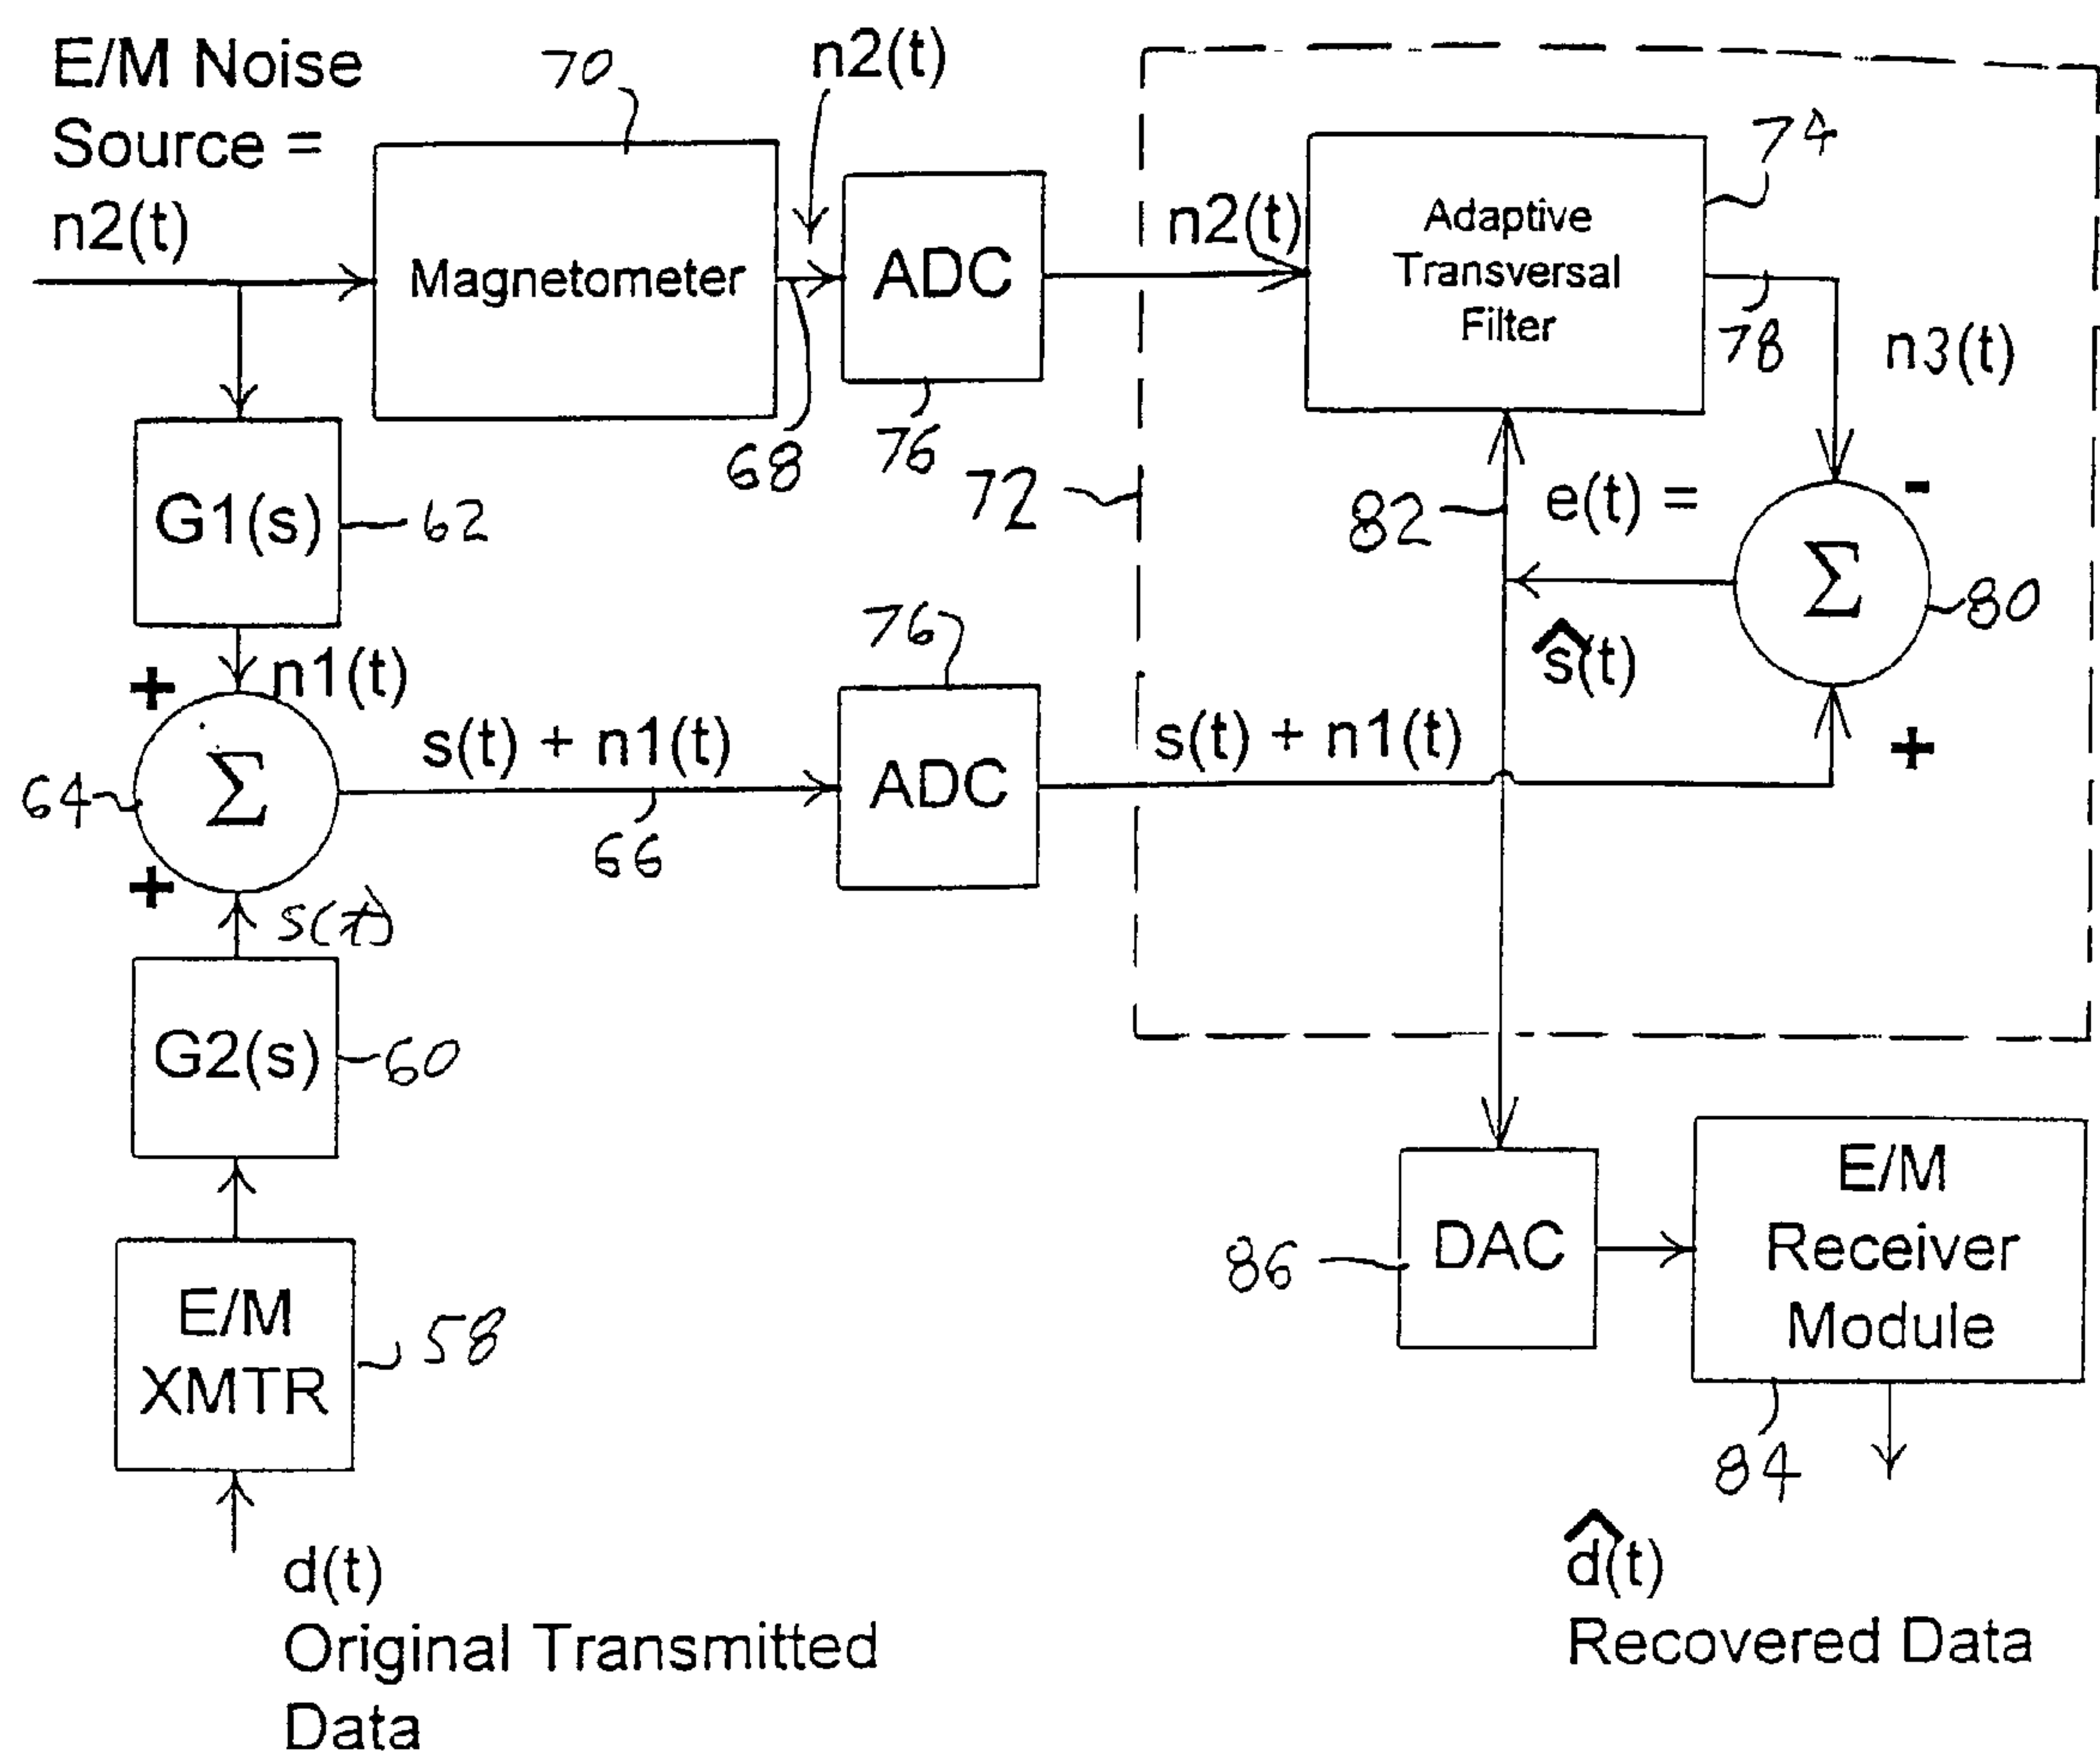 E/M Noise
Source =
n2(t)
70
n2(t)
Magnetometer
ADC
76
68
n2(t)
Adaptive
Transversal
Filter
74
78
n3(t)
72
82
e(t) =
ŝ(t)
-
Σ
80
+
G1(s)
62
n1(t)
+
Σ
64
+
s(t)
s(t) + n1(t)
66
76
ADC
s(t) + n1(t)
G2(s)
60
E/M
XMTR
58
d(t)
Original Transmitted
Data
86
DAC
E/M
Receiver
Module
84
d̂(t)
Recovered Data